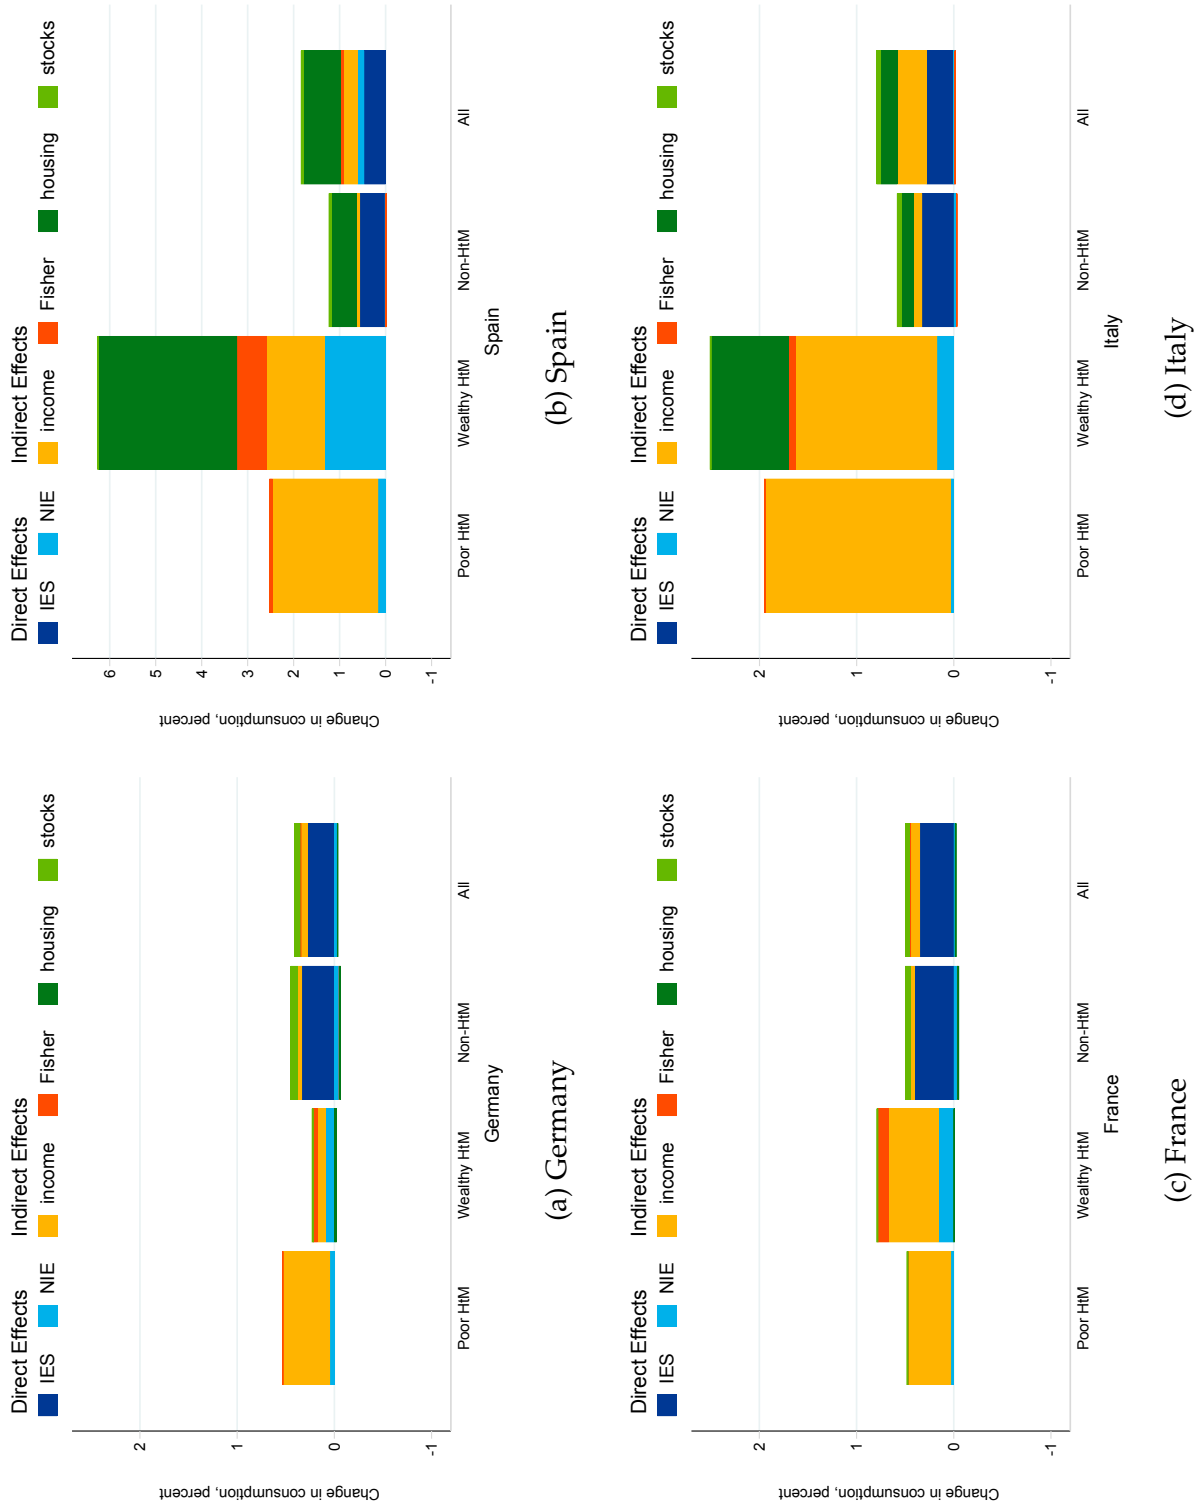 Direct Effects Indirect Effects
IES NIE income Fisher housing stocks
Change in consumption, percent
2
1
0
-1
Poor HtM Wealthy HtM Non-HtM All
Germany
(a) Germany
Direct Effects Indirect Effects
IES NIE income Fisher housing stocks
Change in consumption, percent
6
5
4
3
2
1
0
-1
Poor HtM Wealthy HtM Non-HtM All
Spain
(b) Spain
Direct Effects Indirect Effects
IES NIE income Fisher housing stocks
Change in consumption, percent
2
1
0
-1
Poor HtM Wealthy HtM Non-HtM All
France
(c) France
Direct Effects Indirect Effects
IES NIE income Fisher housing stocks
Change in consumption, percent
2
1
0
-1
Poor HtM Wealthy HtM Non-HtM All
Italy
(d) Italy